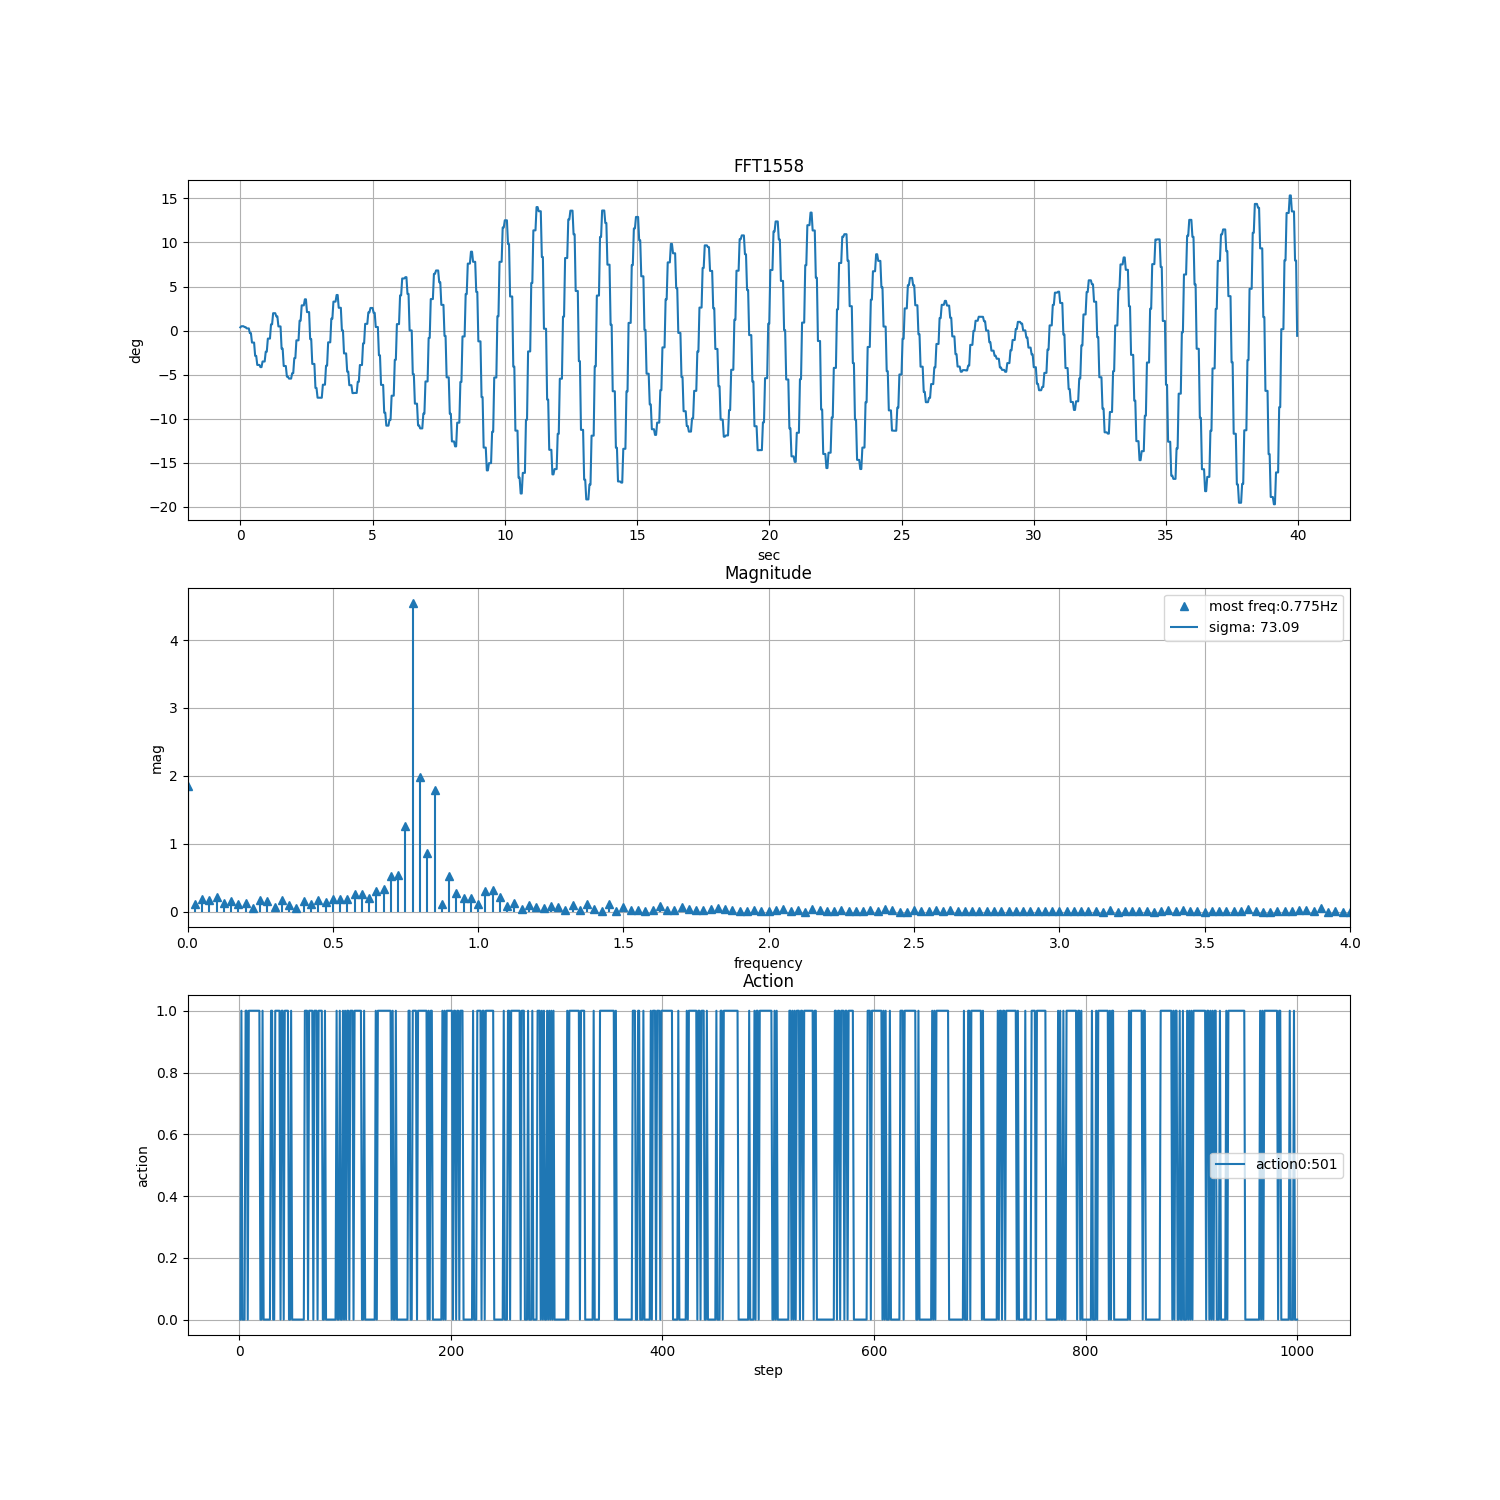 FFT1558
15
10
5
0
−5
−10
−15
−20
deg
0 5 10 15 20 25 30 35 40
sec
Magnitude
most freq:0.775Hz
sigma: 73.09
4
3
2
1
0
mag
0.0 0.5 1.0 1.5 2.0 2.5 3.0 3.5 4.0
frequency
Action
1.0
0.8
0.6
0.4
0.2
0.0
action
action0:501
0 200 400 600 800 1000
step